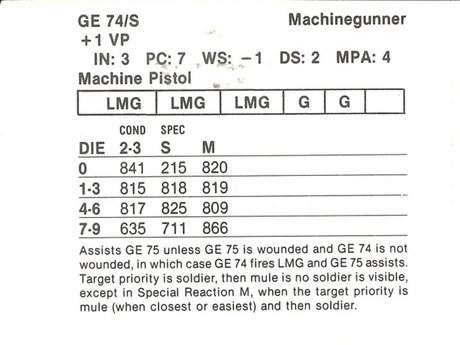 GE 74/S Machinegunner
+1 VP
IN: 3 PC: 7 WS: -1 DS: 2 MPA: 4
Machine Pistol
LMG LMG LMG G G
COND SPEC
DIE 2-3 S M
0 841 215 820
1-3 815 818 819
4-6 817 825 809
7-9 635 711 866
Assists GE 75 unless GE 75 is wounded and GE 74 is not
wounded, in which case GE 74 fires LMG and GE 75 assists.
Target priority is soldier, then mule is no soldier is visible,
except in Special Reaction M, when the target priority is
mule (when closest or easiest) and then soldier.